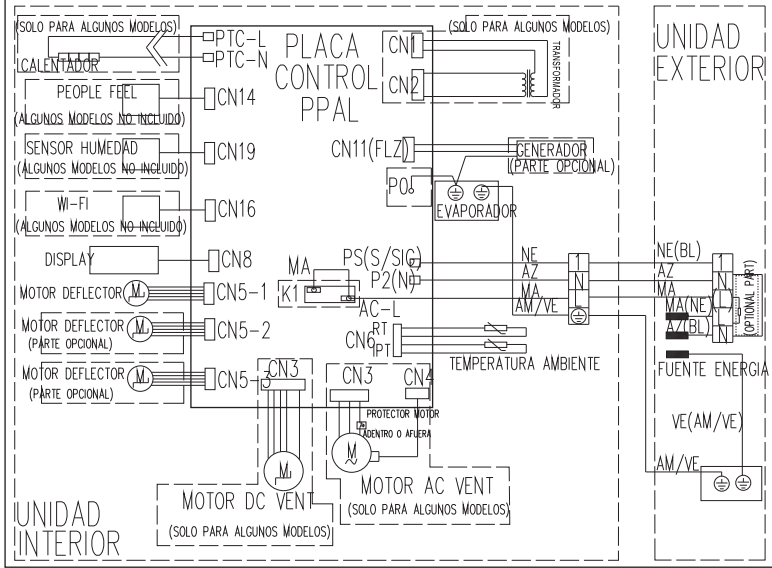 (SOLO PARA ALGUNOS MODELOS)
CALENTADOR
PTC-L
PTC-N
PLACA
CONTROL
PPAL
(SOLO PARA ALGUNOS MODELOS)
CN1
CN2
TRANSFORMADOR
UNIDAD
EXTERIOR
PEOPLE FEEL
(ALGUNOS MODELOS NO INCLUIDO)
CN14
SENSOR HUMEDAD
(ALGUNOS MODELOS NO INCLUIDO)
CN19
CN11(FLZ)
GENERADOR
(PARTE OPCIONAL)
WI-FI
(ALGUNOS MODELOS NO INCLUIDO)
CN16
PO
EVAPORADOR
DISPLAY
CN8
MA
PS(S/SIG)
P2(N)
NE
AZ
MA
AM/VE
1
N
L
NE(BL)
AZ
MA
1
N
(L)
MA(NE)
L
AZ(BL)
N
(OPTIONAL PART)
MOTOR DEFLECTOR
M
CN5-1
K1
AC-L
MOTOR DEFLECTOR
(PARTE OPCIONAL)
M
CN5-2
CN6
RT
IPT
TEMPERATURA AMBIENTE
FUENTE ENERGIA
MOTOR DEFLECTOR
(PARTE OPCIONAL)
M
CN5-3
CN3
CN3
CN4
PROTECTOR MOTOR
ADENTRO O AFUERA
VE(AM/VE)
AM/VE
M
M
MOTOR DC VENT
(SOLO PARA ALGUNOS MODELOS)
MOTOR AC VENT
(SOLO PARA ALGUNOS MODELOS)
UNIDAD
INTERIOR